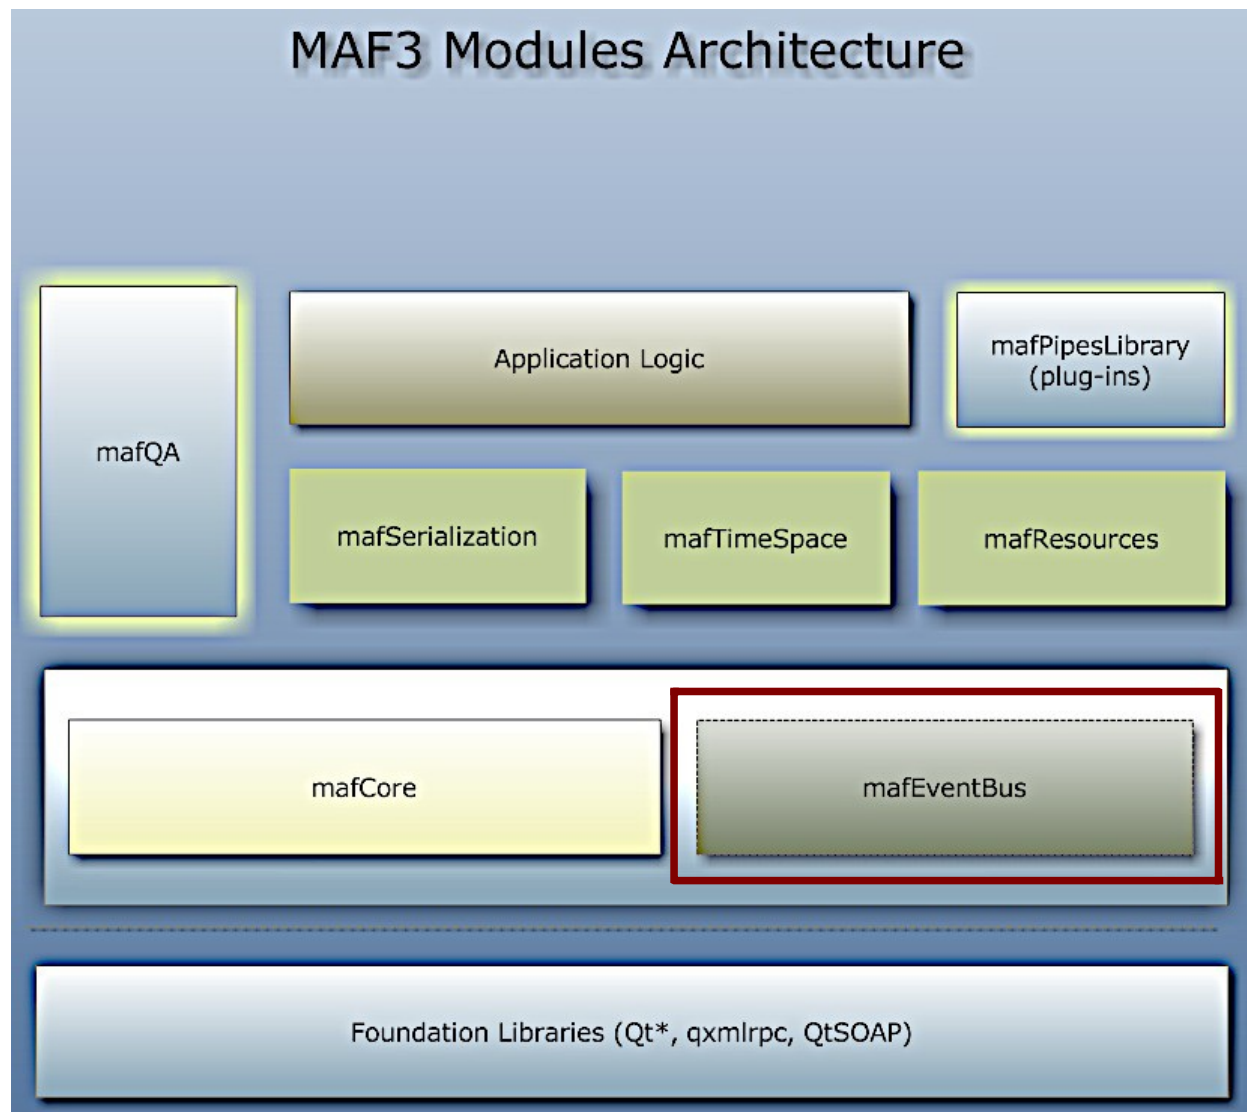 MAF3 Modules Architecture
mafQA
Application Logic
mafPipesLibrary
(plug-ins)
mafSerialization
mafTimeSpace
mafResources
mafCore
mafEventBus
Foundation Libraries (Qt*, qxmlrpc, QtSOAP)